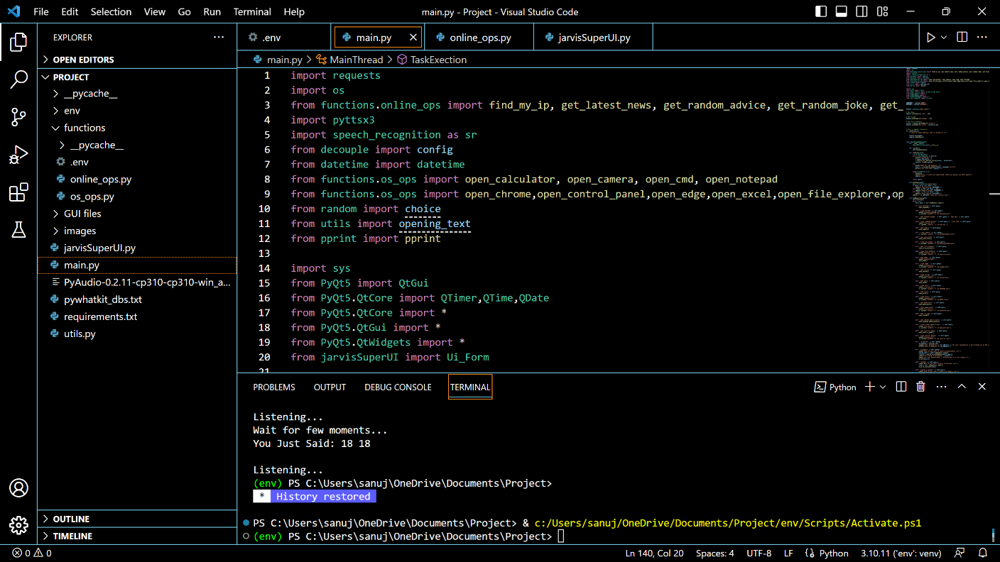 File Edit Selection View Go Run Terminal Help
main.py - Project - Visual Studio Code
EXPLORER
OPEN EDITORS
PROJECT
__pycache__
env
functions
__pycache__
.env
online_ops.py
os_ops.py
GUI files
images
jarvisSuperUI.py
main.py
PyAudio-0.2.11-cp310-cp310-win_a...
pywhatkit_dbs.txt
requirements.txt
utils.py
OUTLINE
TIMELINE
.env main.py online_ops.py jarvisSuperUI.py
main.py > MainThread > TaskExection
1 import requests
2 import os
3 from functions.online_ops import find_my_ip, get_latest_news, get_random_advice, get_random_joke, get_
4 import pyttsx3
5 import speech_recognition as sr
6 from decouple import config
7 from datetime import datetime
8 from functions.os_ops import open_calculator, open_camera, open_cmd, open_notepad
9 from functions.os_ops import open_chrome,open_control_panel,open_edge,open_excel,open_file_explorer,op
10 from random import choice
11 from utils import opening_text
12 from pprint import pprint
13
14 import sys
15 from PyQt5 import QtGui
16 from PyQt5.QtCore import QTimer,QTime,QDate
17 from PyQt5.QtCore import *
18 from PyQt5.QtGui import *
19 from PyQt5.QtWidgets import *
20 from jarvisSuperUI import Ui_Form
21
PROBLEMS OUTPUT DEBUG CONSOLE TERMINAL
Python
Listening...
Wait for few moments...
You Just Said: 18 18
Listening...
(env) PS C:\Users\sanuj\OneDrive\Documents\Project>
* History restored
PS C:\Users\sanuj\OneDrive\Documents\Project> & c:/Users/sanuj/OneDrive/Documents/Project/env/Scripts/Activate.ps1
(env) PS C:\Users\sanuj\OneDrive\Documents\Project>
0 0
Ln 140, Col 20 Spaces: 4 UTF-8 LF {} Python 3.10.11 ('env': venv)